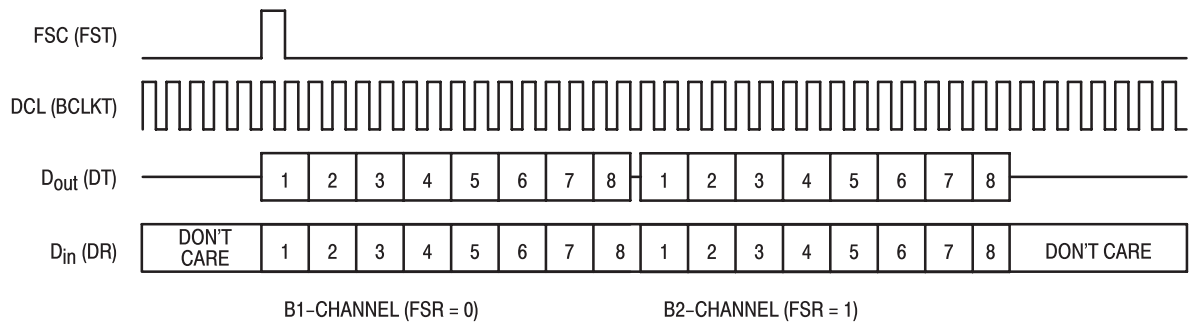 FSC (FST)
DCL (BCLKT)
Dout (DT)
1 2 3 4 5 6 7 8 1 2 3 4 5 6 7 8
Din (DR)
DON'T CARE
1 2 3 4 5 6 7 8 1 2 3 4 5 6 7 8
DON'T CARE
B1-CHANNEL (FSR = 0)
B2-CHANNEL (FSR = 1)